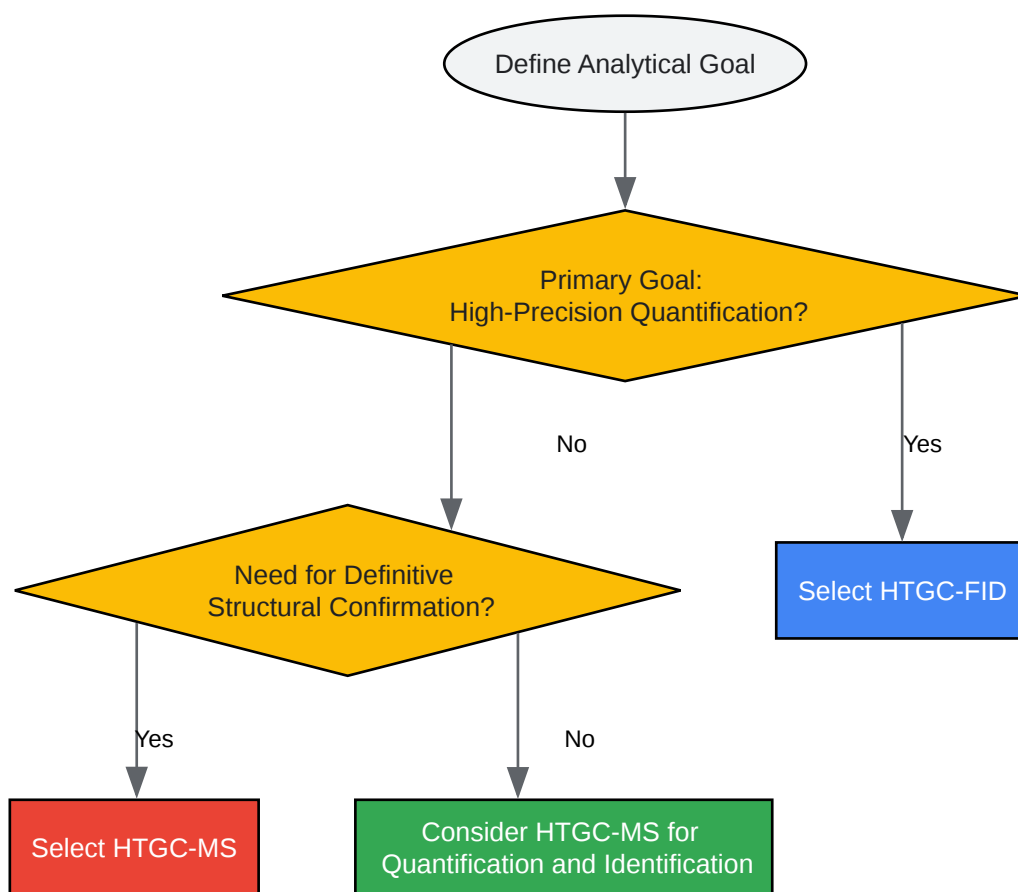 Define Analytical Goal
Primary Goal:
High-Precision Quantification?
No
Yes
Need for Definitive
Structural Confirmation?
Select HTGC-FID
Yes
No
Select HTGC-MS
Consider HTGC-MS for
Quantification and Identification